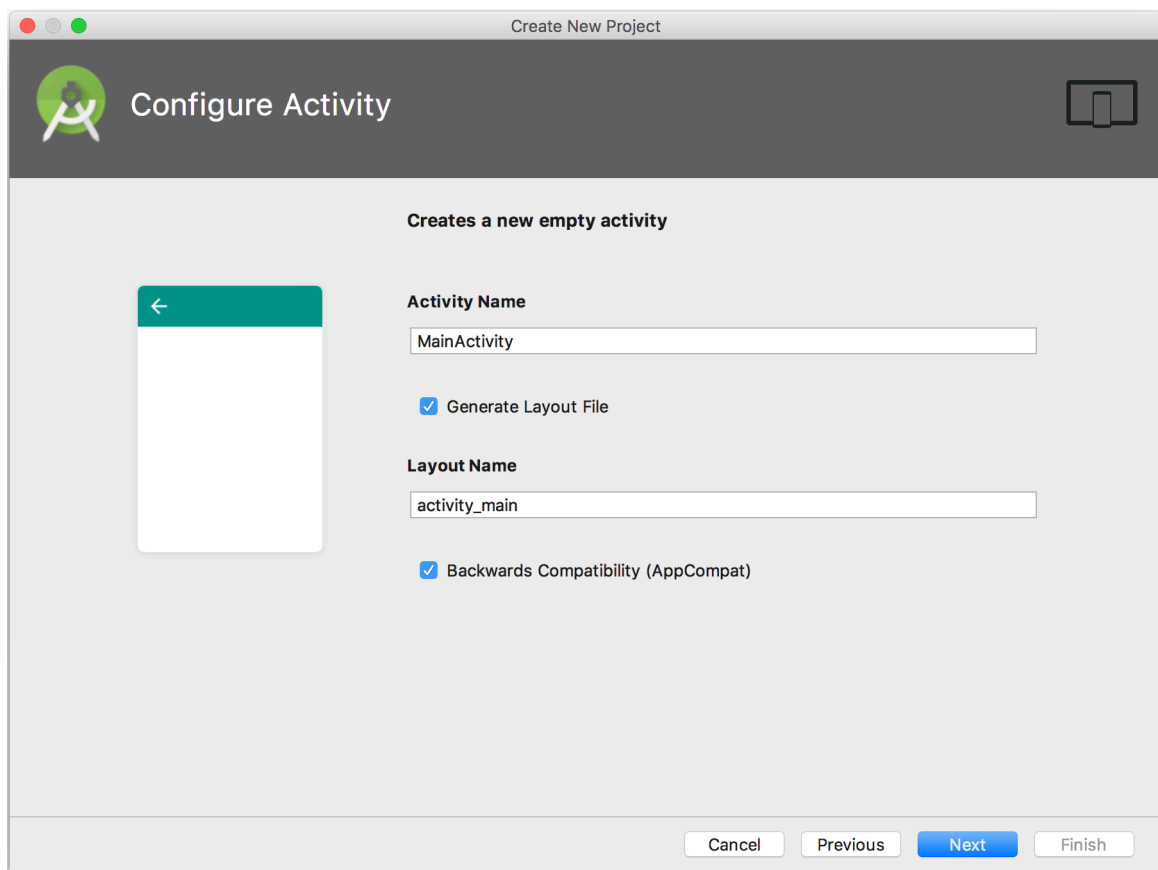 Create New Project
Configure Activity
Creates a new empty activity
Activity Name
MainActivity
Generate Layout File
Layout Name
activity_main
Backwards Compatibility (AppCompat)
Cancel Previous Next Finish